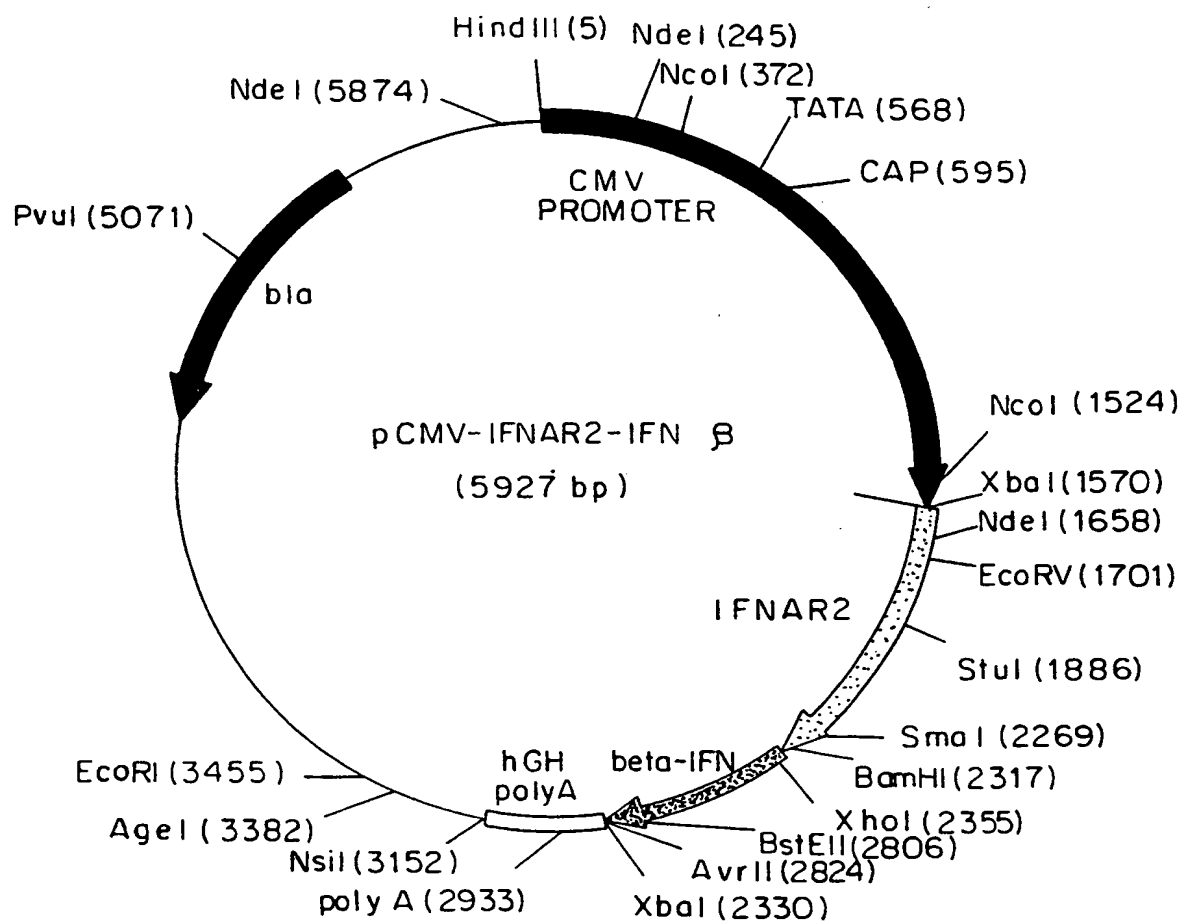 HindIII (5)
NdeI (245)
NcoI (372)
NdeI (5874)
TATA (568)
CAP (595)
CMV
PROMOTER
PvuI (5071)
bla
NcoI (1524)
pCMV-IFNAR2-IFN β
(5927 bp)
XbaI (1570)
NdeI (1658)
EcoRV (1701)
IFNAR2
StuI (1886)
SmaI (2269)
EcoRI (3455)
hGH
polyA
beta-IFN
BamHI (2317)
AgeI (3382)
XhoI (2355)
BstEII (2806)
NsiI (3152)
AvrII (2824)
poly A (2933)
XbaI (2330)